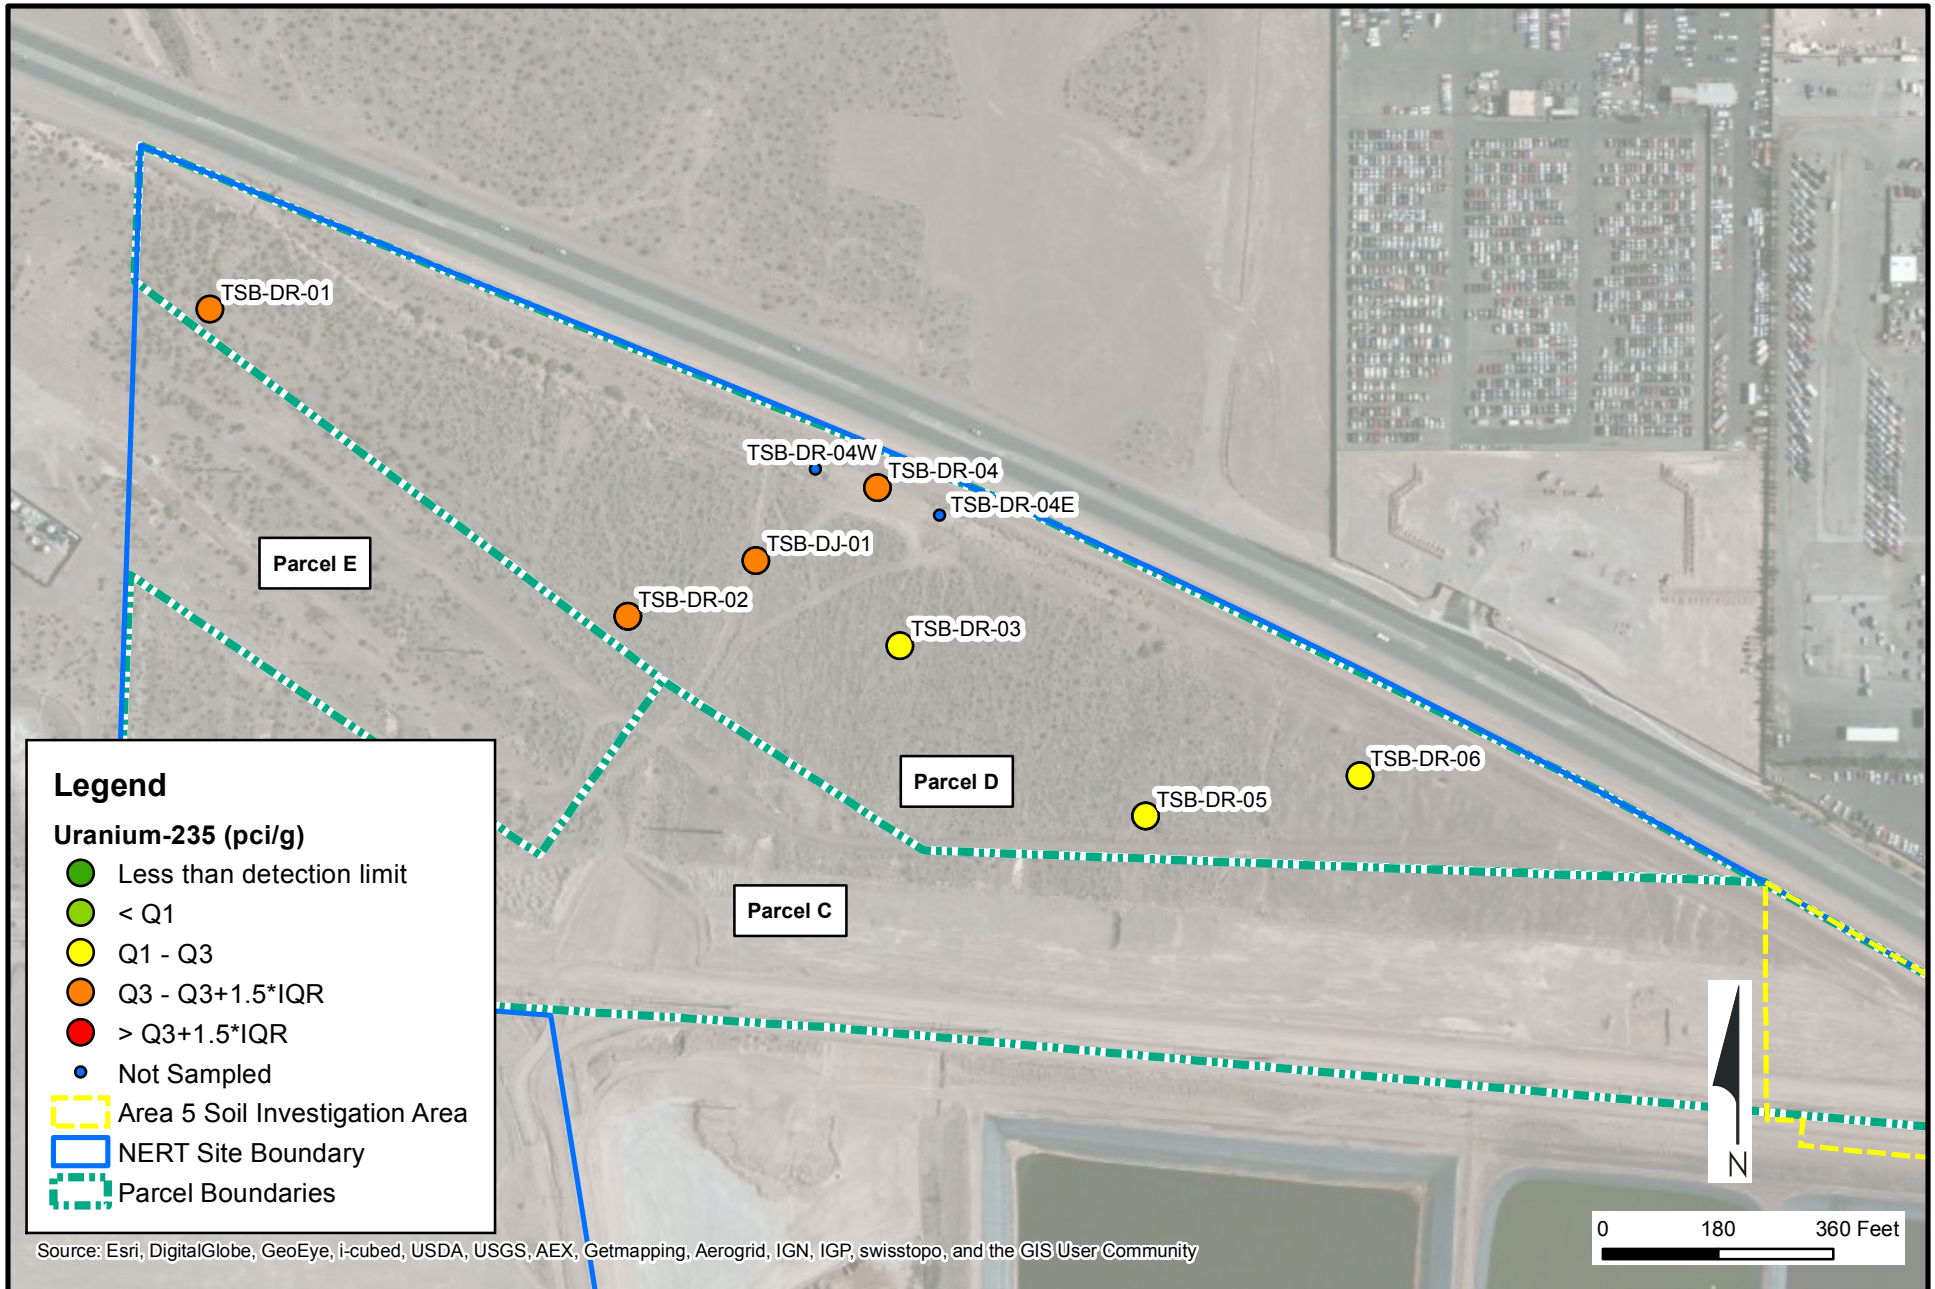 TSB-DR-01
TSB-DR-04W
TSB-DR-04
TSB-DR-04E
TSB-DJ-01
Parcel E
TSB-DR-02
TSB-DR-03
TSB-DR-06
Parcel D
TSB-DR-05
Parcel C
Legend
Uranium-235 (pci/g)
Less than detection limit
< Q1
Q1 - Q3
Q3 - Q3+1.5*IQR
> Q3+1.5*IQR
Not Sampled
Area 5 Soil Investigation Area
NERT Site Boundary
Parcel Boundaries
N
0 180 360 Feet
Source: Esri, DigitalGlobe, GeoEye, i-cubed, USDA, USGS, AEX, Getmapping, Aerogrid, IGN, IGP, swisstopo, and the GIS User Community